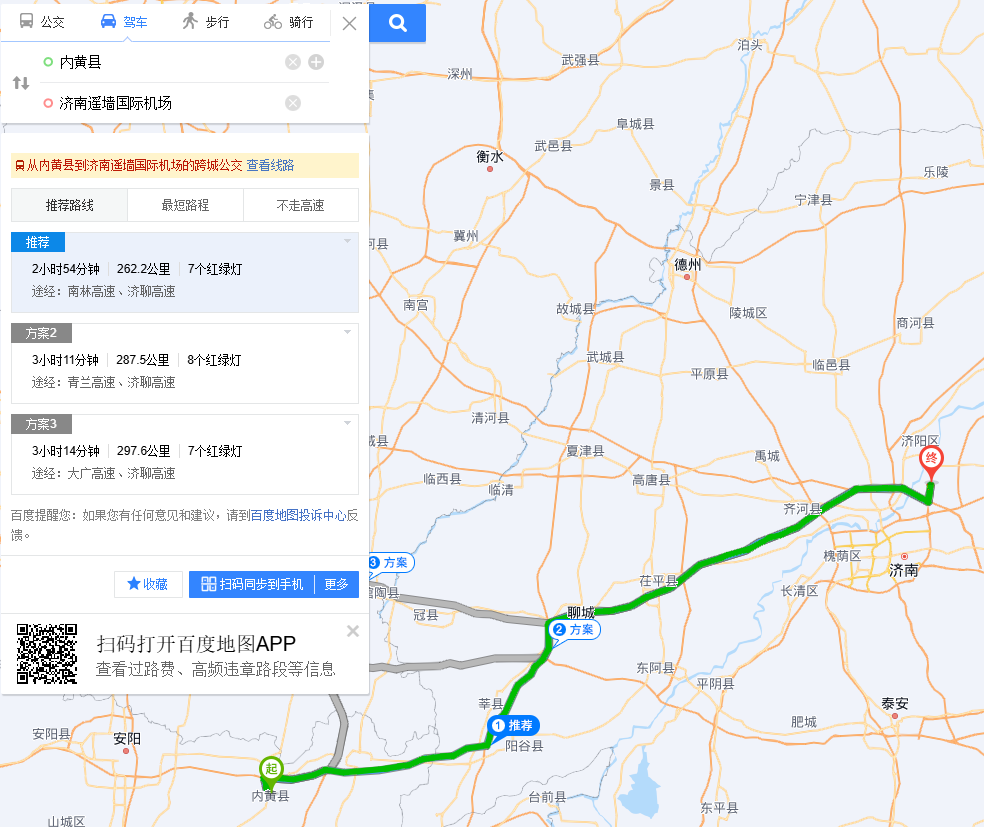 公交 驾车 步行 骑行
内黄县
济南遥墙国际机场
从内黄县到济南遥墙国际机场的跨城公交 查看线路
推荐路线 最短路程 不走高速
推荐
2小时54分钟 262.2公里 7个红绿灯
途经：南林高速、济聊高速
方案2
3小时11分钟 287.5公里 8个红绿灯
途经：青兰高速、济聊高速
方案3
3小时14分钟 297.6公里 7个红绿灯
途经：大广高速、济聊高速
百度提醒您：如果您有任何意见和建议，请到百度地图投诉中心反
馈。
收藏 扫码同步到手机 更多
扫码打开百度地图APP
查看过路费、高频违章路段等信息
泊头
武强县
深州
阜城县
武邑县
衡水
景县
乐陵
宁津县
冀州
德州
南宫
故城县
陵城区
商河县
武城县
临邑县
平原县
清河县
济阳区
终
夏津县
禹城
临西县
临清
高唐县
齐河县
槐荫区
济南
3 方案
茌平县
长清区
馆陶县
冠县
聊城
2 方案
东阿县
平阴县
莘县
泰安
1 推荐
肥城
安阳县
安阳
阳谷县
起
内黄县
台前县
东平县
山城区